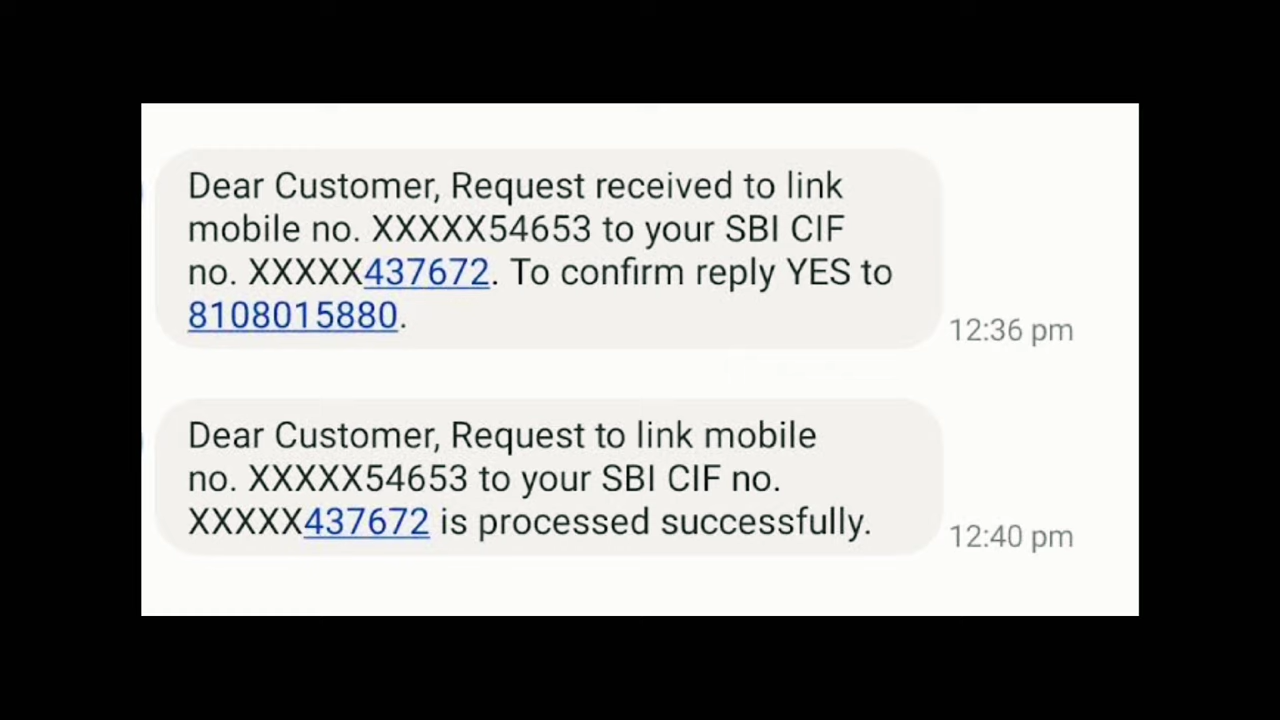 Dear Customer, Request received to link
mobile no. XXXXX54653 to your SBI CIF
no. XXXXX437672. To confirm reply YES to
8108015880.
12:36 pm
Dear Customer, Request to link mobile
no. XXXXX54653 to your SBI CIF no.
XXXXX437672 is processed successfully.
12:40 pm